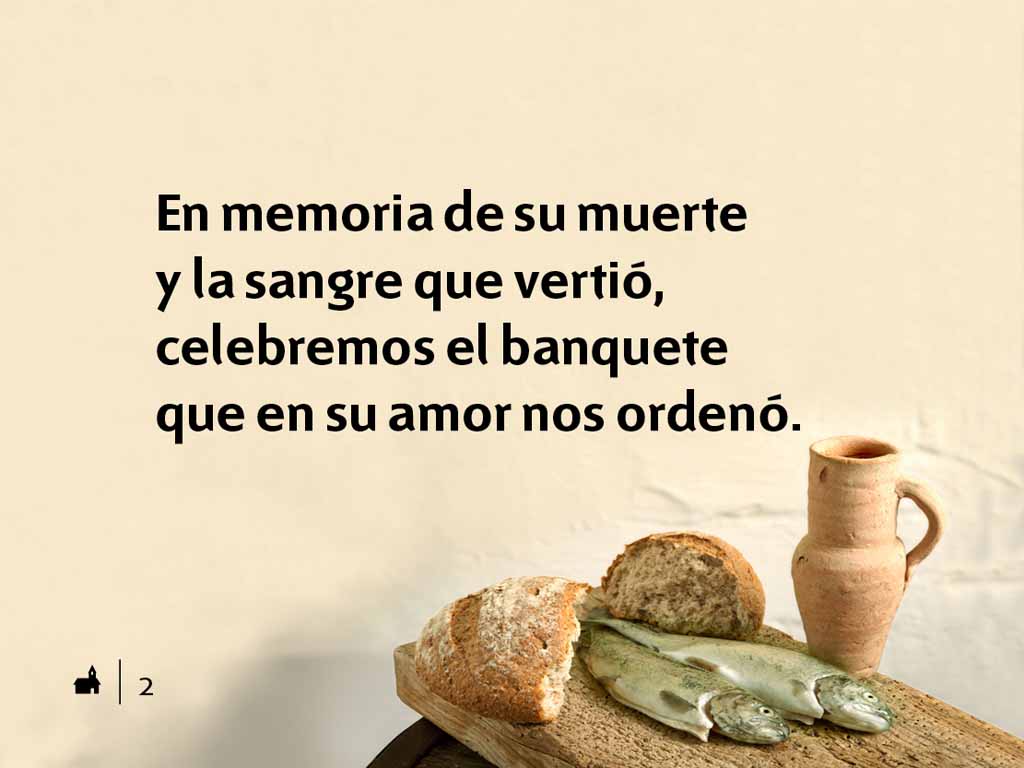 En memoria de su muerte
y la sangre que vertió,
celebremos el banquete
que en su amor nos ordenó.
2